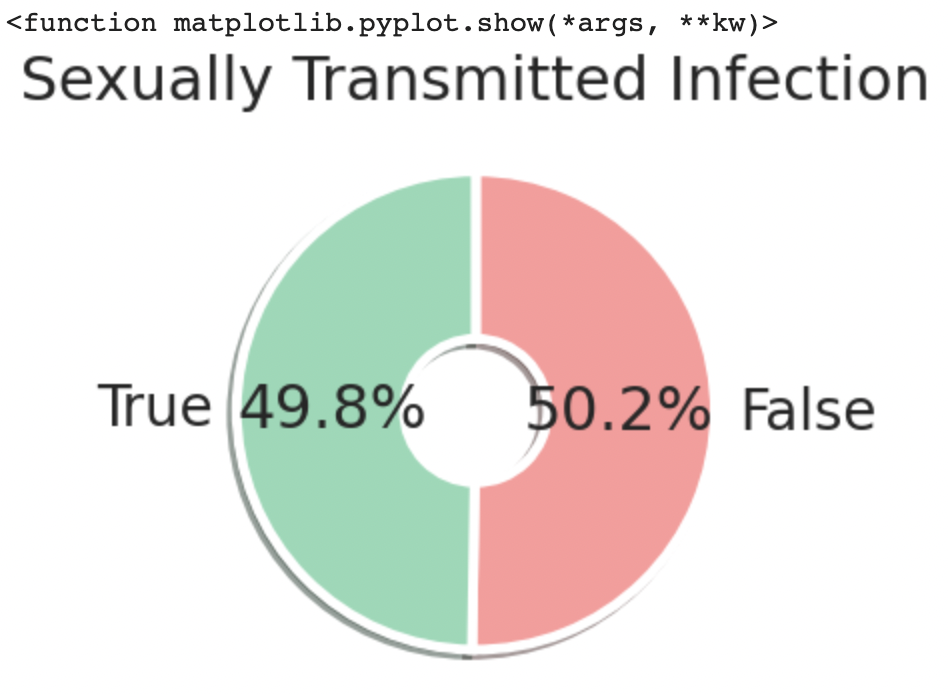 <function matplotlib.pyplot.show(*args, **kw)>
Sexually Transmitted Infection
True 49.8% 50.2% False